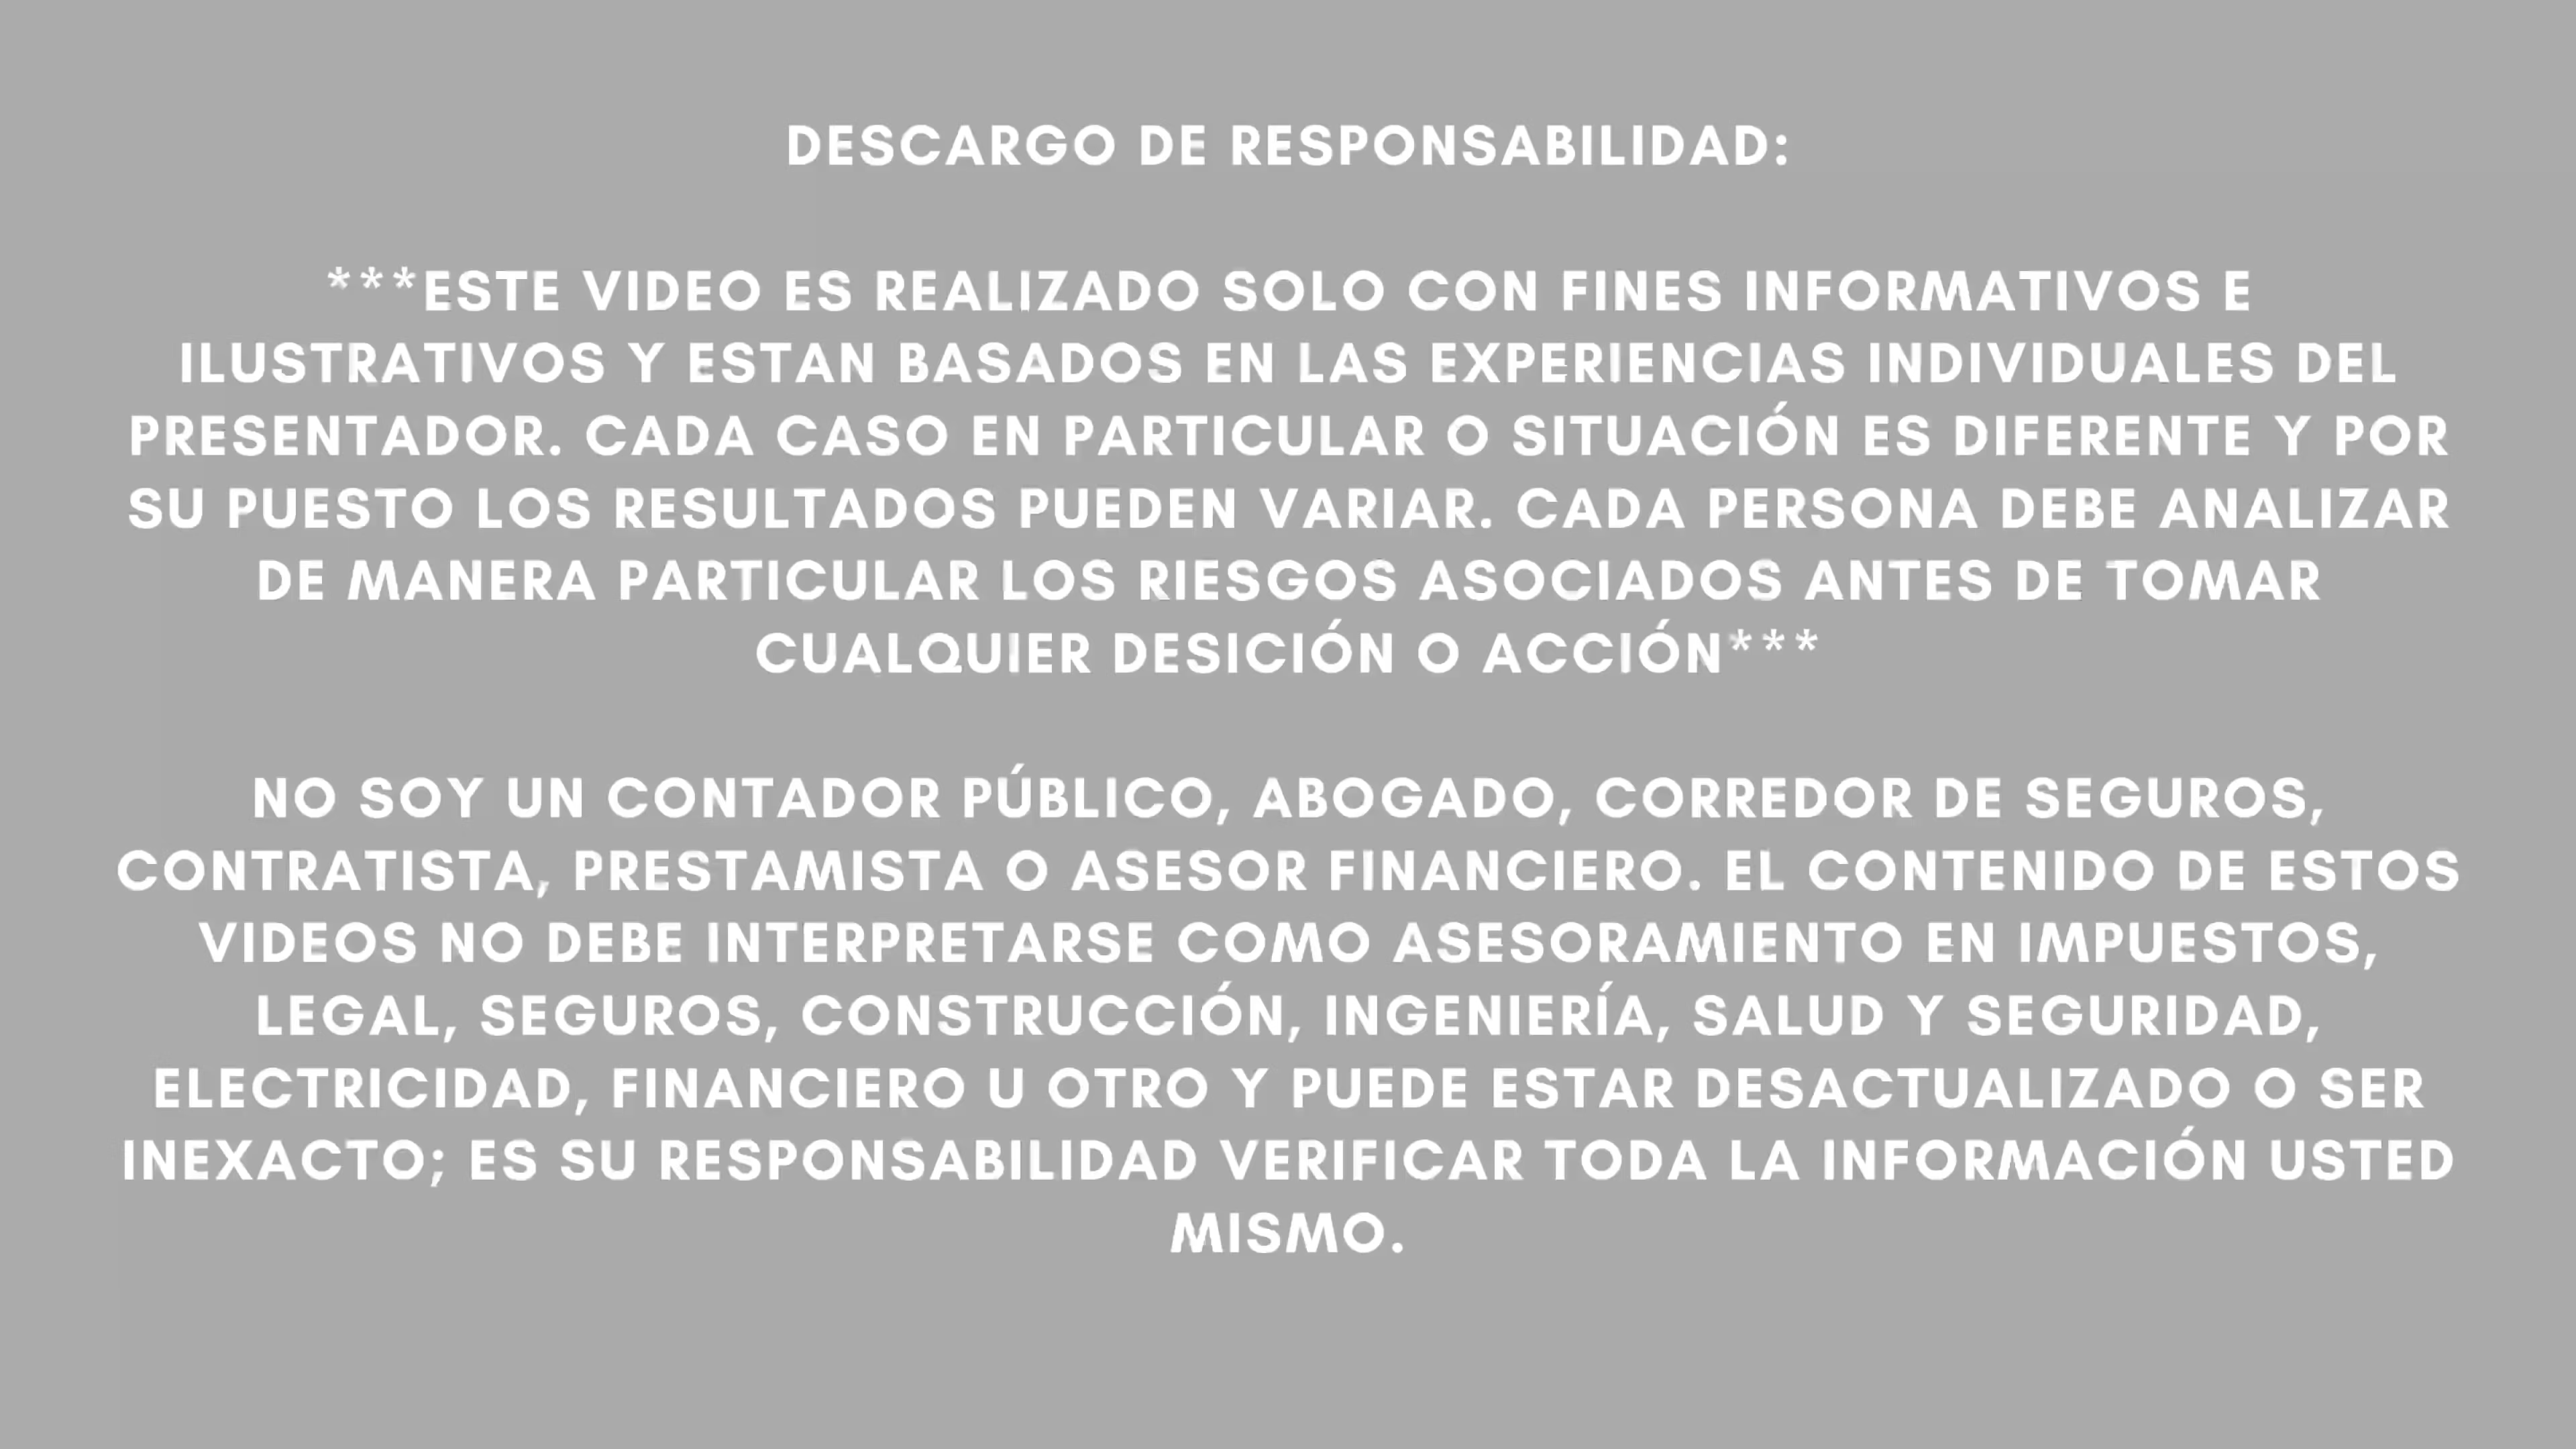 DESCARGO DE RESPONSABILIDAD:
***ESTE VIDEO ES REALIZADO SOLO CON FINES INFORMATIVOS E
ILUSTRATIVOS Y ESTAN BASADOS EN LAS EXPERIENCIAS INDIVIDUALES DEL
PRESENTADOR. CADA CASO EN PARTICULAR O SITUACIÓN ES DIFERENTE Y POR
SU PUESTO LOS RESULTADOS PUEDEN VARIAR. CADA PERSONA DEBE ANALIZAR
DE MANERA PARTICULAR LOS RIESGOS ASOCIADOS ANTES DE TOMAR
CUALQUIER DESICIÓN O ACCIÓN***
NO SOY UN CONTADOR PÚBLICO, ABOGADO, CORREDOR DE SEGUROS,
CONTRATISTA, PRESTAMISTA O ASESOR FINANCIERO. EL CONTENIDO DE ESTOS
VIDEOS NO DEBE INTERPRETARSE COMO ASESORAMIENTO EN IMPUESTOS,
LEGAL, SEGUROS, CONSTRUCCIÓN, INGENIERÍA, SALUD Y SEGURIDAD,
ELECTRICIDAD, FINANCIERO U OTRO Y PUEDE ESTAR DESACTUALIZADO O SER
INEXACTO; ES SU RESPONSABILIDAD VERIFICAR TODA LA INFORMACIÓN USTED
MISMO.